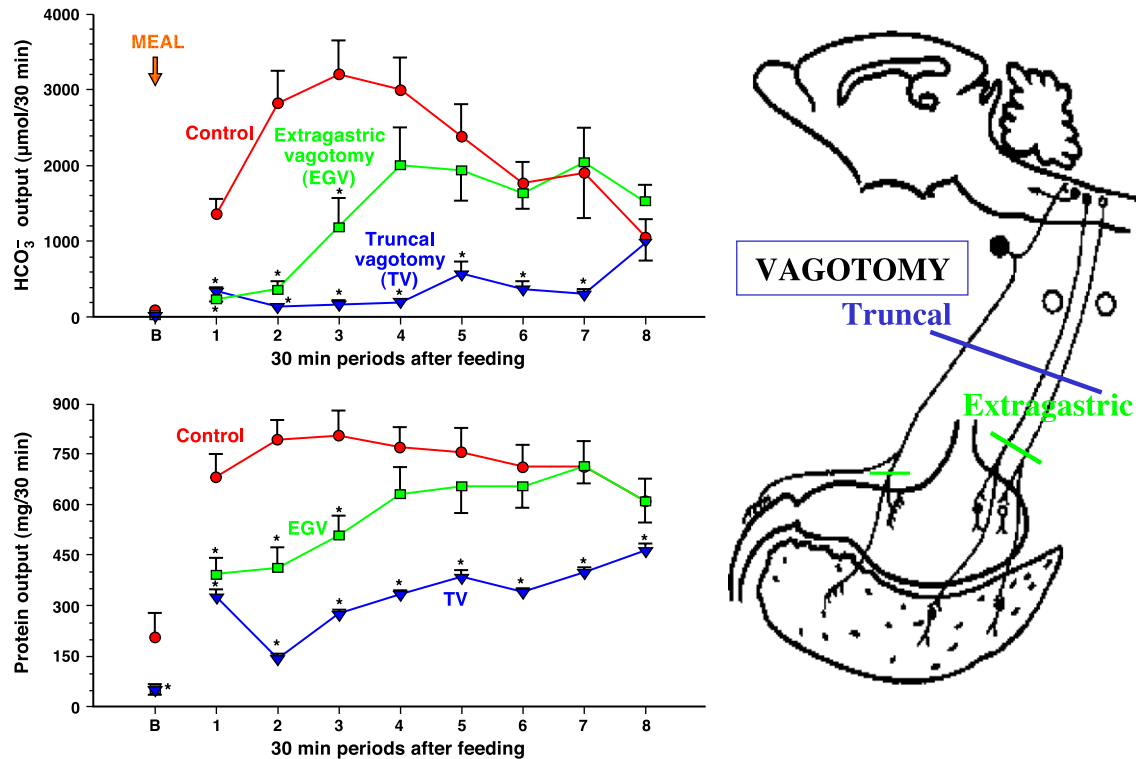 4000
3000
2000
1000
0
HCO₃⁻ output (µmol/30 min)
MEAL
Control
Extragastric
vagotomy
(EGV)
Truncal
vagotomy
(TV)
*
*
*
*
*
*
*
*
*
*
B 1 2 3 4 5 6 7 8
30 min periods after feeding
900
750
600
450
300
150
0
Protein output (mg/30 min)
Control
EGV
TV
*
*
*
*
*
*
*
*
*
*
*
*
B 1 2 3 4 5 6 7 8
30 min periods after feeding
VAGOTOMY
Truncal
Extragastric